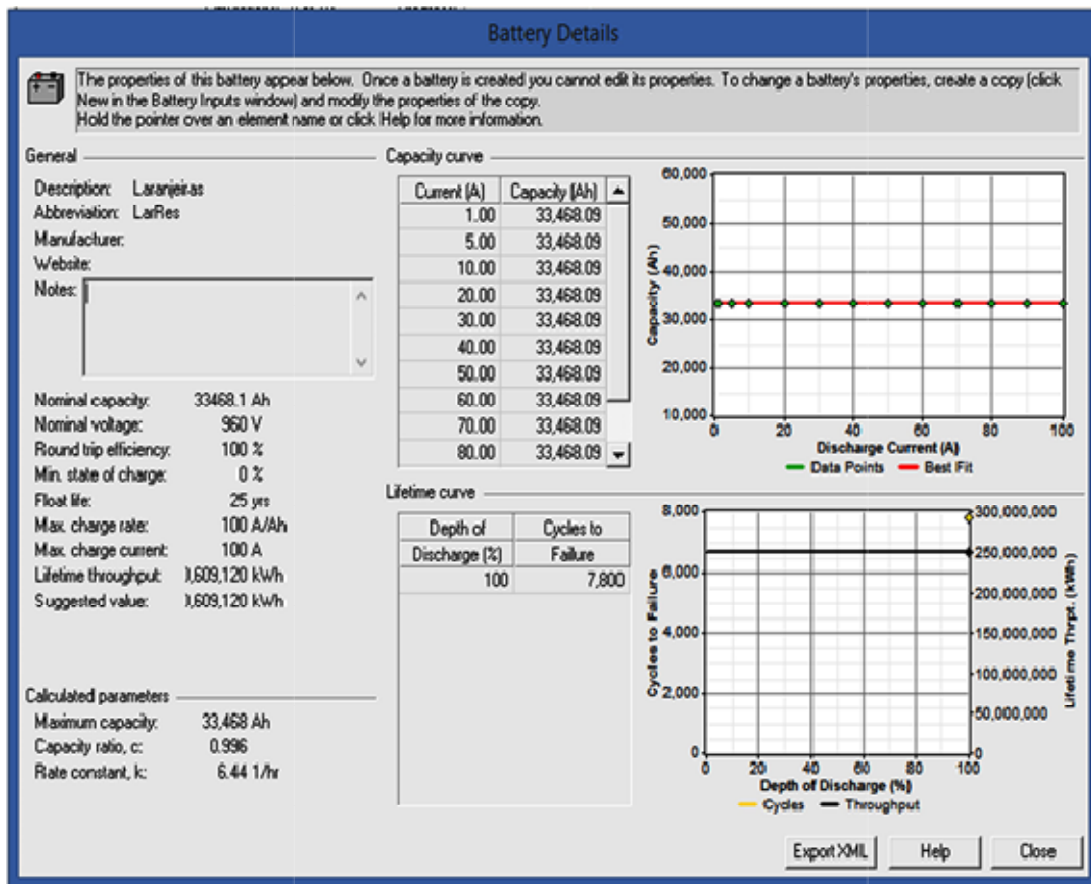 Battery Details
The properties of this battery appear below. Once a battery is created you cannot edit its properties. To change a battery's properties, create a copy (click
New in the Battery Inputs window) and modify the properties of the copy.
Hold the pointer over an element name or click Help for more information.
General
Description: Laranjeiras
Abbreviation: LarRes
Manufacturer:
Website:
Notes:
Nominal capacity: 33468.1 Ah
Nominal voltage: 960 V
Round trip efficiency: 100 %
Min. state of charge: 0 %
Float life: 25 yrs
Max. charge rate: 100 A/Ah
Max. charge current: 100 A
Lifetime throughput: ,609,120 kWh
Suggested value: ,609,120 kWh
Calculated parameters
Maximum capacity: 33,468 Ah
Capacity ratio, c: 0.996
Rate constant, k: 6.44 1/hr
Capacity curve
Current (A) Capacity (Ah)
1.00 33,468.09
5.00 33,468.09
10.00 33,468.09
20.00 33,468.09
30.00 33,468.09
40.00 33,468.09
50.00 33,468.09
60.00 33,468.09
70.00 33,468.09
80.00 33,468.09
Capacity (Ah)
60,000
50,000
40,000
30,000
20,000
10,000
0 20 40 60 80 100
Discharge Current (A)
Data Points Best Fit
Lifetime curve
Depth of Cycles to
Discharge (%) Failure
100 7,800
Cycles to Failure
8,000
6,000
4,000
2,000
0
300,000,000
250,000,000
200,000,000
150,000,000
100,000,000
50,000,000
0
Lifetime Thrpt. (kWh)
0 20 40 60 80 100
Depth of Discharge (%)
Cycles Throughput
Export XML Help Close